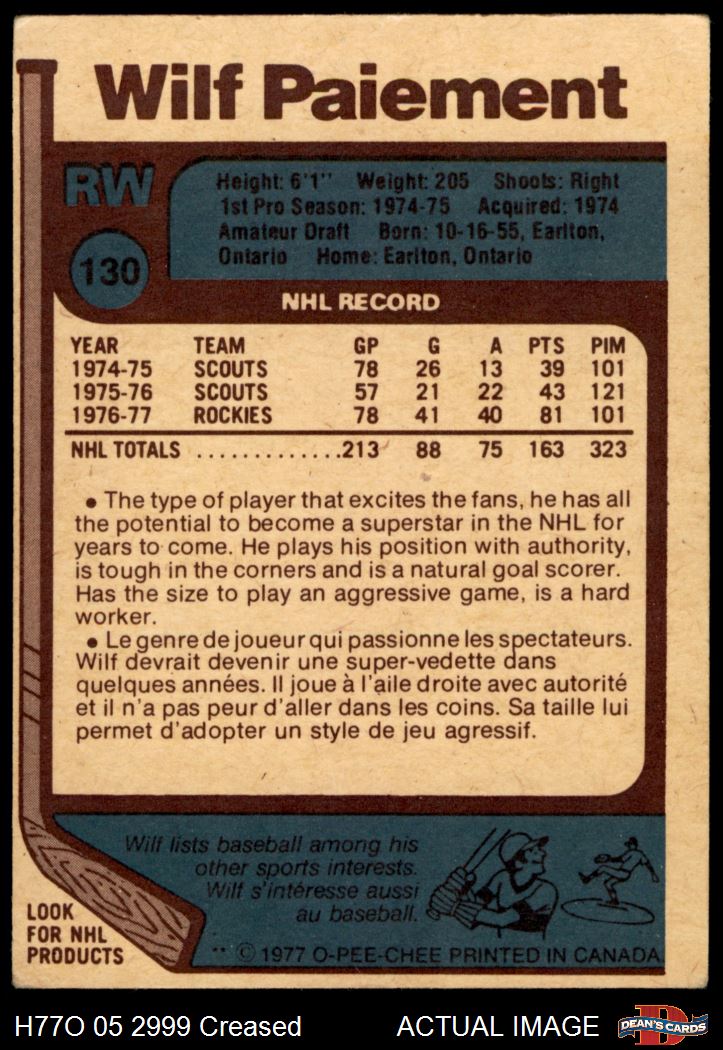 Wilf Paiement
RW
130
Height: 6'1'' Weight: 205 Shoots: Right
1st Pro Season: 1974-75 Acquired: 1974
Amateur Draft Born: 10-16-55, Earlton,
Ontario Home: Earlton, Ontario
NHL RECORD
YEAR TEAM GP G A PTS PIM
1974-75 SCOUTS 78 26 13 39 101
1975-76 SCOUTS 57 21 22 43 121
1976-77 ROCKIES 78 41 40 81 101
NHL TOTALS .............213 88 75 163 323
● The type of player that excites the fans, he has all
the potential to become a superstar in the NHL for
years to come. He plays his position with authority,
is tough in the corners and is a natural goal scorer.
Has the size to play an aggressive game, is a hard
worker.
● Le genre de joueur qui passionne les spectateurs.
Wilf devrait devenir une super-vedette dans
quelques années. Il joue à l'aile droite avec autorité
et il n'a pas peur d'aller dans les coins. Sa taille lui
permet d'adopter un style de jeu agressif.
Wilf lists baseball among his
other sports interests.
Wilf s'intéresse aussi
au baseball.
LOOK
FOR NHL
PRODUCTS
** © 1977 O-PEE-CHEE PRINTED IN CANADA
H77O 05 2999 Creased
ACTUAL IMAGE
D
DEAN'S CARDS